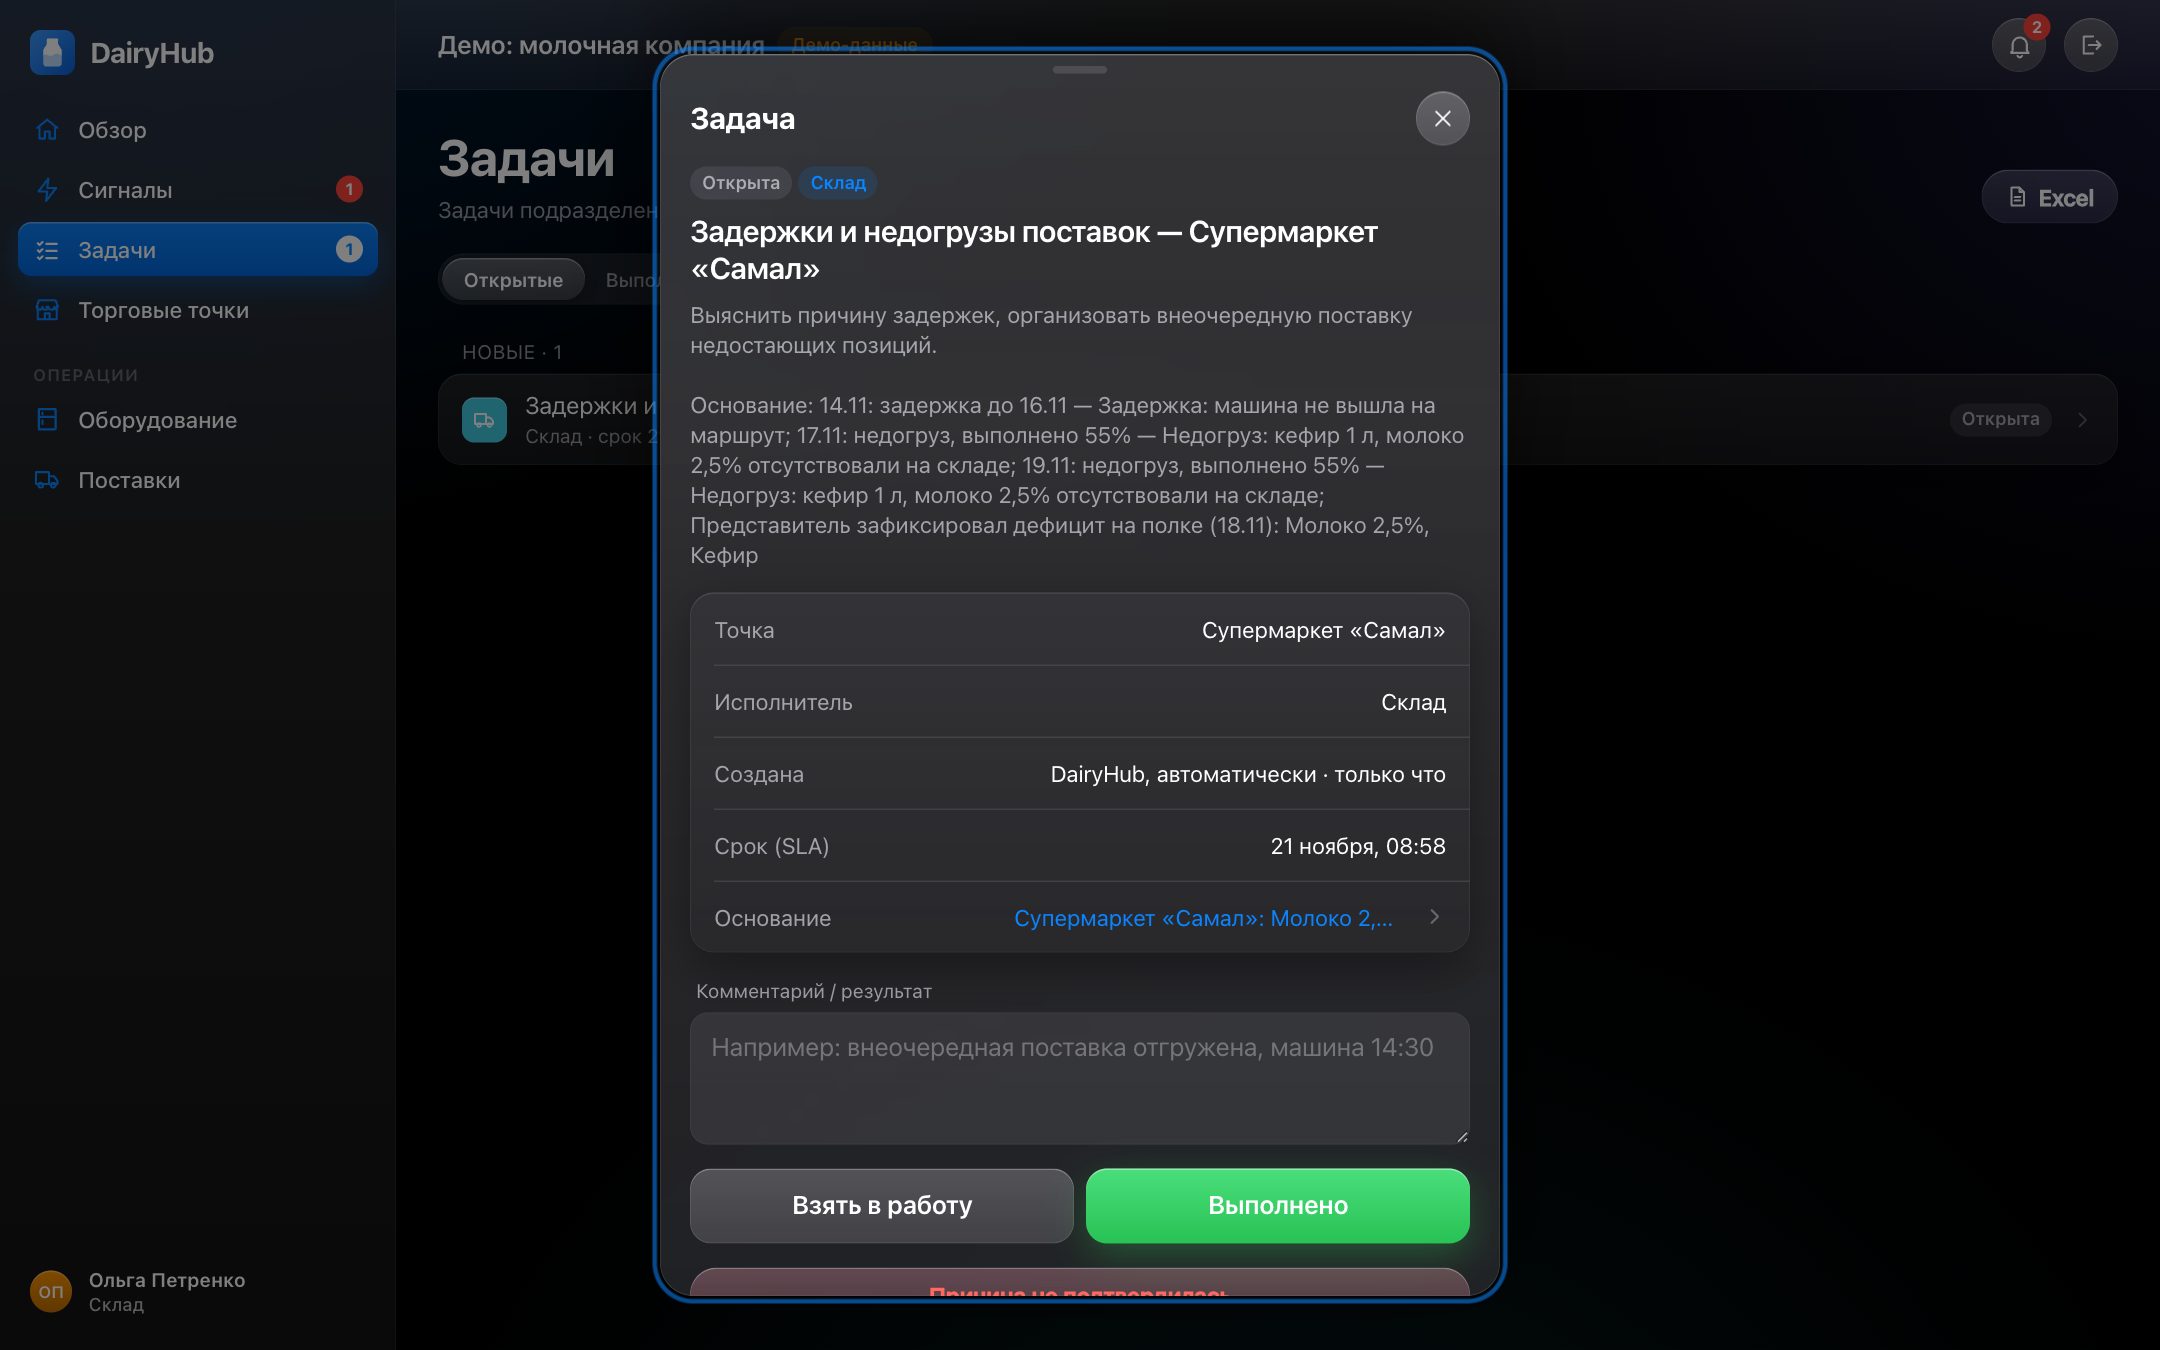 DairyHub
Обзор
Сигналы
1
Задачи
1
Торговые точки
ОПЕРАЦИИ
Оборудование
Поставки
ОП
Ольга Петренко
Склад
Демо: молочная компания
Демо-данные
2
Задачи
Задачи подразделен
Excel
Открытые
Выпол
НОВЫЕ · 1
Задержки и
Склад · срок 2
Открыта
Задача
Открыта
Склад
Задержки и недогрузы поставок — Супермаркет
«Самал»
Выяснить причину задержек, организовать внеочередную поставку
недостающих позиций.
Основание: 14.11: задержка до 16.11 — Задержка: машина не вышла на
маршрут; 17.11: недогруз, выполнено 55% — Недогруз: кефир 1 л, молоко
2,5% отсутствовали на складе; 19.11: недогруз, выполнено 55% —
Недогруз: кефир 1 л, молоко 2,5% отсутствовали на складе;
Представитель зафиксировал дефицит на полке (18.11): Молоко 2,5%,
Кефир
Точка
Супермаркет «Самал»
Исполнитель
Склад
Создана
DairyHub, автоматически · только что
Срок (SLA)
21 ноября, 08:58
Основание
Супермаркет «Самал»: Молоко 2,...
Комментарий / результат
Например: внеочередная поставка отгружена, машина 14:30
Взять в работу
Выполнено
Причина не подтвердилась